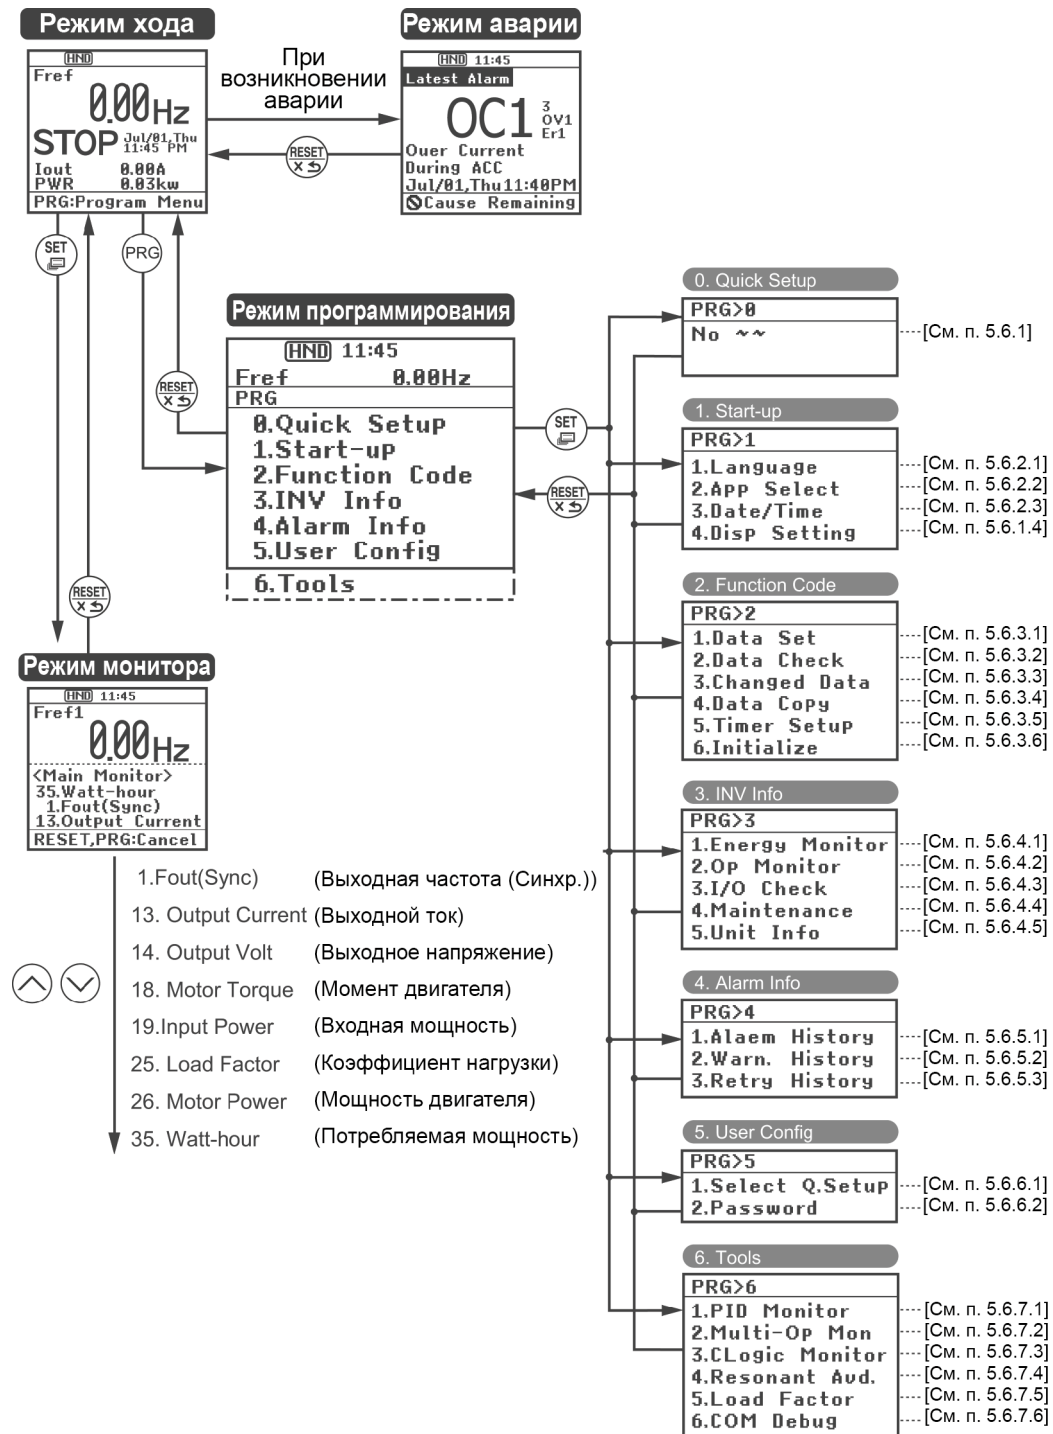 Режим хода
HND
Fref
0.00Hz
STOP Jul/01,Thu
11:45 PM
Iout 0.00A
PWR 0.03kw
PRG:Program Menu
При
возникновении
аварии
RESET
Режим аварии
HND 11:45
Latest Alarm
OC1
3
OV1
Er1
Ouer Current
During ACC
Jul/01,Thu11:40PM
Cause Remaining
SET
PRG
RESET
Режим программирования
HND 11:45
Fref 0.00Hz
PRG
0.Quick Setup
1.Start-up
2.Function Code
3.INV Info
4.Alarm Info
5.User Config
6.Tools
SET
RESET
RESET
Режим монитора
HND 11:45
Fref1
0.00Hz
<Main Monitor>
35.Watt-hour
1.Fout(Sync)
13.Output Current
RESET,PRG:Cancel
1.Fout(Sync) (Выходная частота (Синхр.))
13. Output Current (Выходной ток)
14. Output Volt (Выходное напряжение)
18. Motor Torque (Момент двигателя)
19.Input Power (Входная мощность)
25. Load Factor (Коэффициент нагрузки)
26. Motor Power (Мощность двигателя)
35. Watt-hour (Потребляемая мощность)
0. Quick Setup
PRG>0
No ~~ [См. п. 5.6.1]
1. Start-up
PRG>1
1.Language [См. п. 5.6.2.1]
2.App Select [См. п. 5.6.2.2]
3.Date/Time [См. п. 5.6.2.3]
4.Disp Setting [См. п. 5.6.1.4]
2. Function Code
PRG>2
1.Data Set [См. п. 5.6.3.1]
2.Data Check [См. п. 5.6.3.2]
3.Changed Data [См. п. 5.6.3.3]
4.Data Copy [См. п. 5.6.3.4]
5.Timer Setup [См. п. 5.6.3.5]
6.Initialize [См. п. 5.6.3.6]
3. INV Info
PRG>3
1.Energy Monitor [См. п. 5.6.4.1]
2.Op Monitor [См. п. 5.6.4.2]
3.I/O Check [См. п. 5.6.4.3]
4.Maintenance [См. п. 5.6.4.4]
5.Unit Info [См. п. 5.6.4.5]
4. Alarm Info
PRG>4
1.Alaem History [См. п. 5.6.5.1]
2.Warn. History [См. п. 5.6.5.2]
3.Retry History [См. п. 5.6.5.3]
5. User Config
PRG>5
1.Select Q.Setup [См. п. 5.6.6.1]
2.Password [См. п. 5.6.6.2]
6. Tools
PRG>6
1.PID Monitor [См. п. 5.6.7.1]
2.Multi-Op Mon [См. п. 5.6.7.2]
3.CLogic Monitor [См. п. 5.6.7.3]
4.Resonant Avd. [См. п. 5.6.7.4]
5.Load Factor [См. п. 5.6.7.5]
6.COM Debug [См. п. 5.6.7.6]